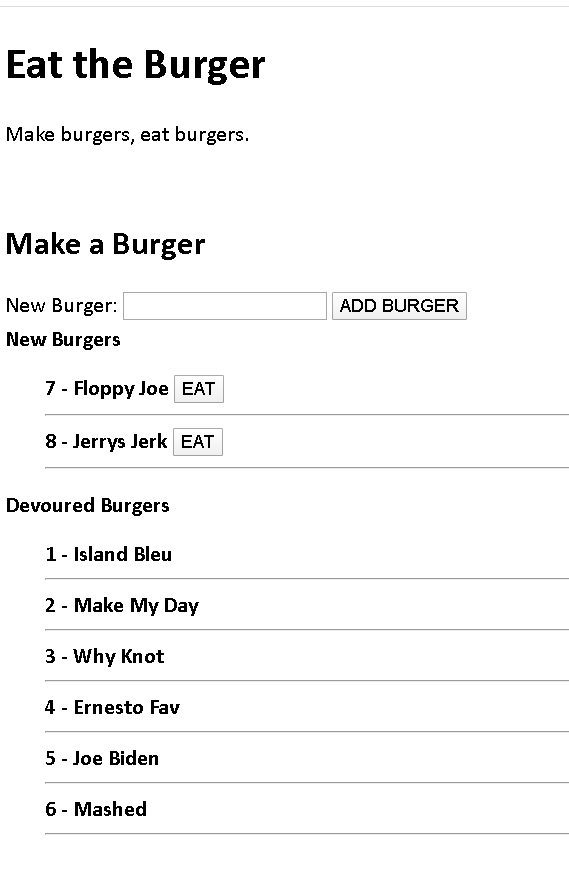 Eat the Burger
Make burgers, eat burgers.
Make a Burger
New Burger: ADD BURGER
New Burgers
7 - Floppy Joe EAT
8 - Jerrys Jerk EAT
Devoured Burgers
1 - Island Bleu
2 - Make My Day
3 - Why Knot
4 - Ernesto Fav
5 - Joe Biden
6 - Mashed